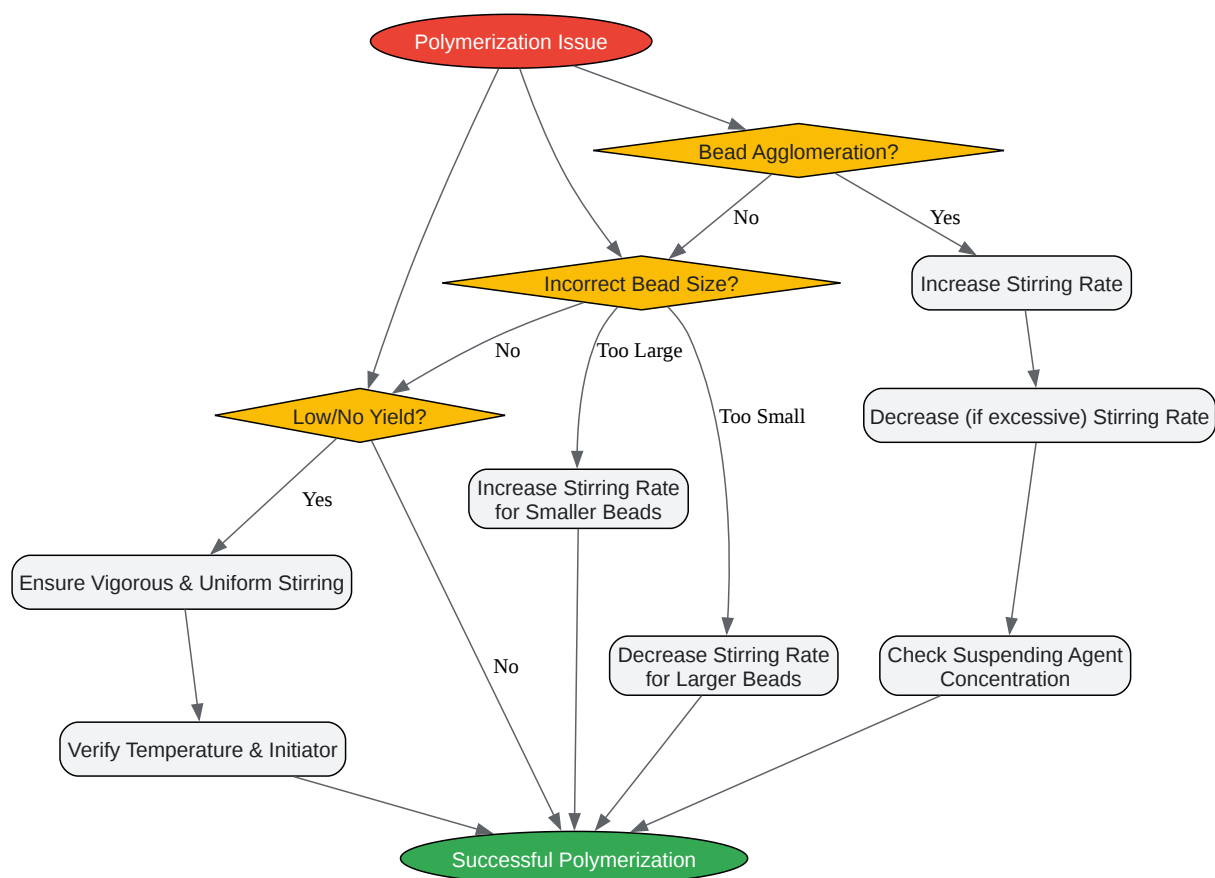 Polymerization Issue
Bead Agglomeration?
No
Yes
Incorrect Bead Size?
Increase Stirring Rate
No
Too Large
Too Small
Low/No Yield?
Decrease (if excessive) Stirring Rate
Yes
Increase Stirring Rate
for Smaller Beads
Ensure Vigorous & Uniform Stirring
No
Decrease Stirring Rate
for Larger Beads
Check Suspending Agent
Concentration
Verify Temperature & Initiator
Successful Polymerization